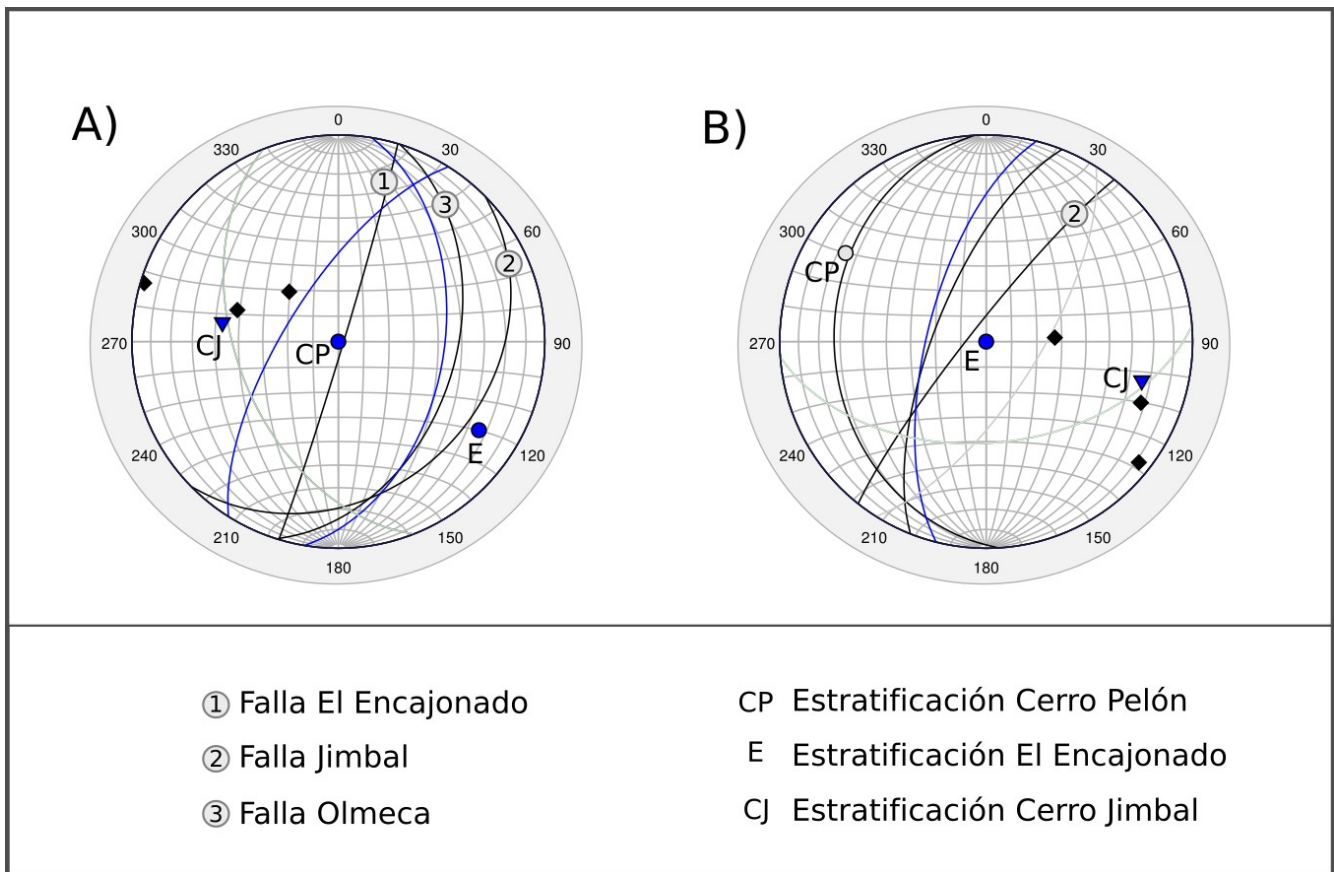 A)
0
30
60
90
120
150
180
210
240
270
300
330
1
3
2
CJ
CP
E
B)
0
30
60
90
120
150
180
210
240
270
300
330
2
CP
E
CJ
1 Falla El Encajonado
2 Falla Jimbal
3 Falla Olmeca
CP Estratificación Cerro Pelón
E Estratificación El Encajonado
CJ Estratificación Cerro Jimbal